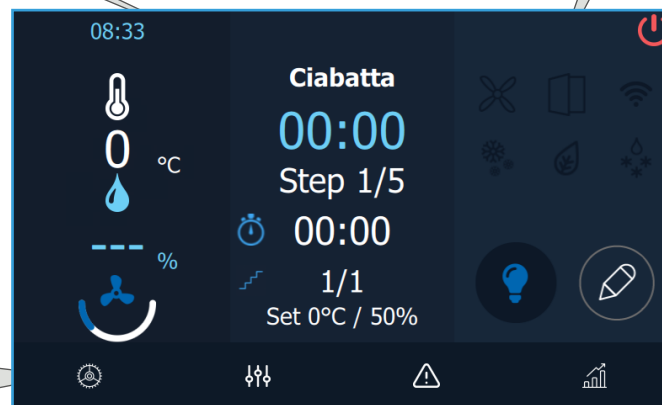 08:33
0 °C
--- %
Ciabatta
00:00
Step 1/5
00:00
1/1
Set 0°C / 50%